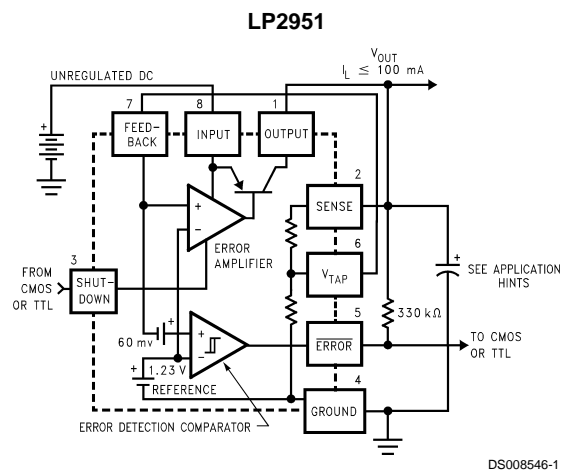 LP2951
V_OUT
I_L ≤ 100 mA
UNREGULATED DC
7
8
1
FEED-
BACK
INPUT
OUTPUT
+
2
SENSE
+
−
ERROR
AMPLIFIER
6
V_TAP
+
SEE APPLICATION
HINTS
FROM
CMOS
OR TTL
3
SHUT-
DOWN
330 kΩ
5
ERROR
TO CMOS
OR TTL
+
60 mv
+
−
+
1.23 V
REFERENCE
4
GROUND
ERROR DETECTION COMPARATOR
DS008546-1